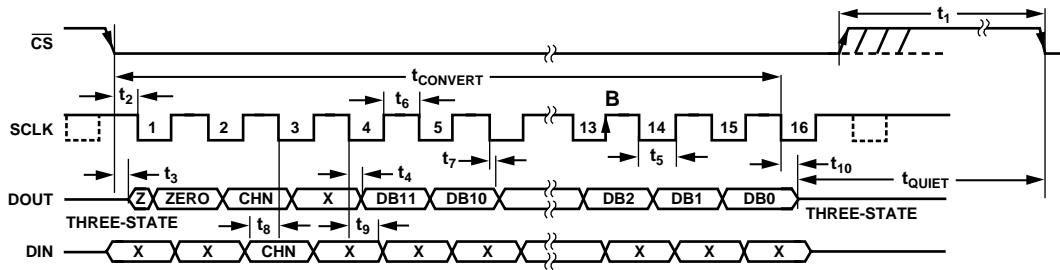 t1
CS
tCONVERT
t2
t6
B
SCLK
1
2
3
4
5
13
14
15
16
t7
t5
t3
t4
t10
tQUIET
DOUT
Z
ZERO
CHN
X
DB11
DB10
DB2
DB1
DB0
THREE-STATE
THREE-STATE
t8
t9
DIN
X
X
CHN
X
X
X
X
X
X